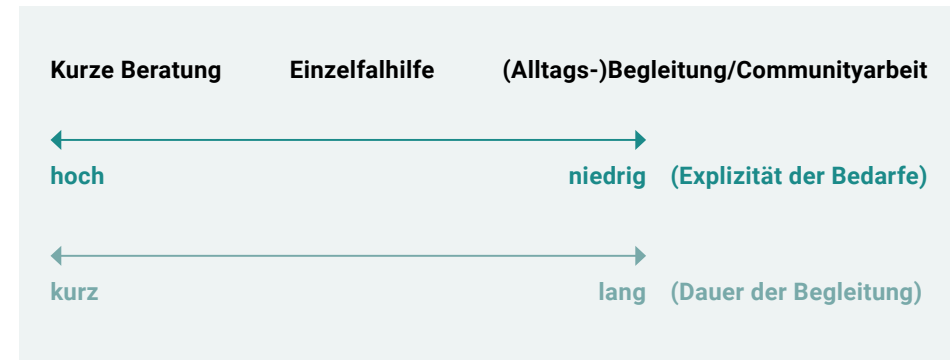 Kurze Beratung Einzelfalhilfe (Alltags-)Begleitung/Communityarbeit
hoch niedrig (Explizität der Bedarfe)
kurz lang (Dauer der Begleitung)